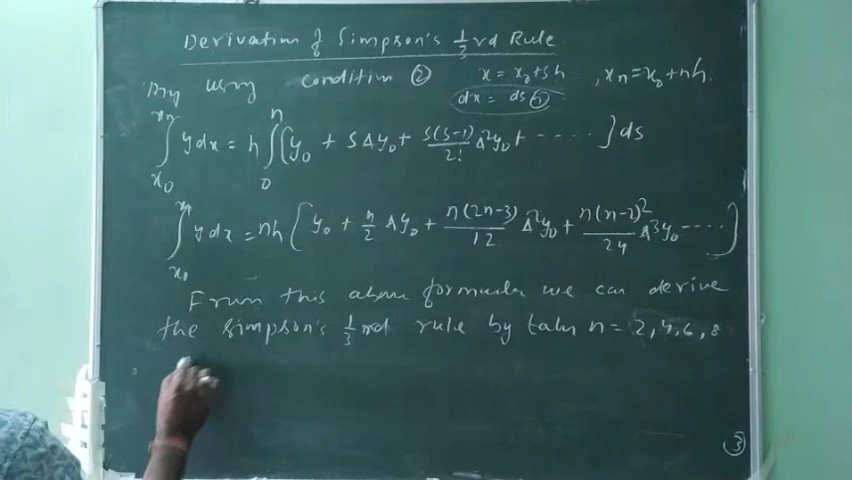 Derivation of Simpson's 1/3 rd Rule
By using condition ② x = x₀+sh , xₙ = x₀+nh.
dx = ds(h)
∫_{x₀}^{xₙ} y dx = h ∫_{0}^{n} [y₀ + sΔy₀ + s(s-1)/2! Δ²y₀ + - - - - - ] ds
∫_{x₀}^{xₙ} y dx = nh [y₀ + n/2 Δy₀ + n(2n-3)/12 Δ²y₀ + n(n-2)²/24 Δ³y₀ - - - - ]
From this above formula we can derive
the Simpson's 1/3 rd rule by taking n = 2, 4, 6, 8
③